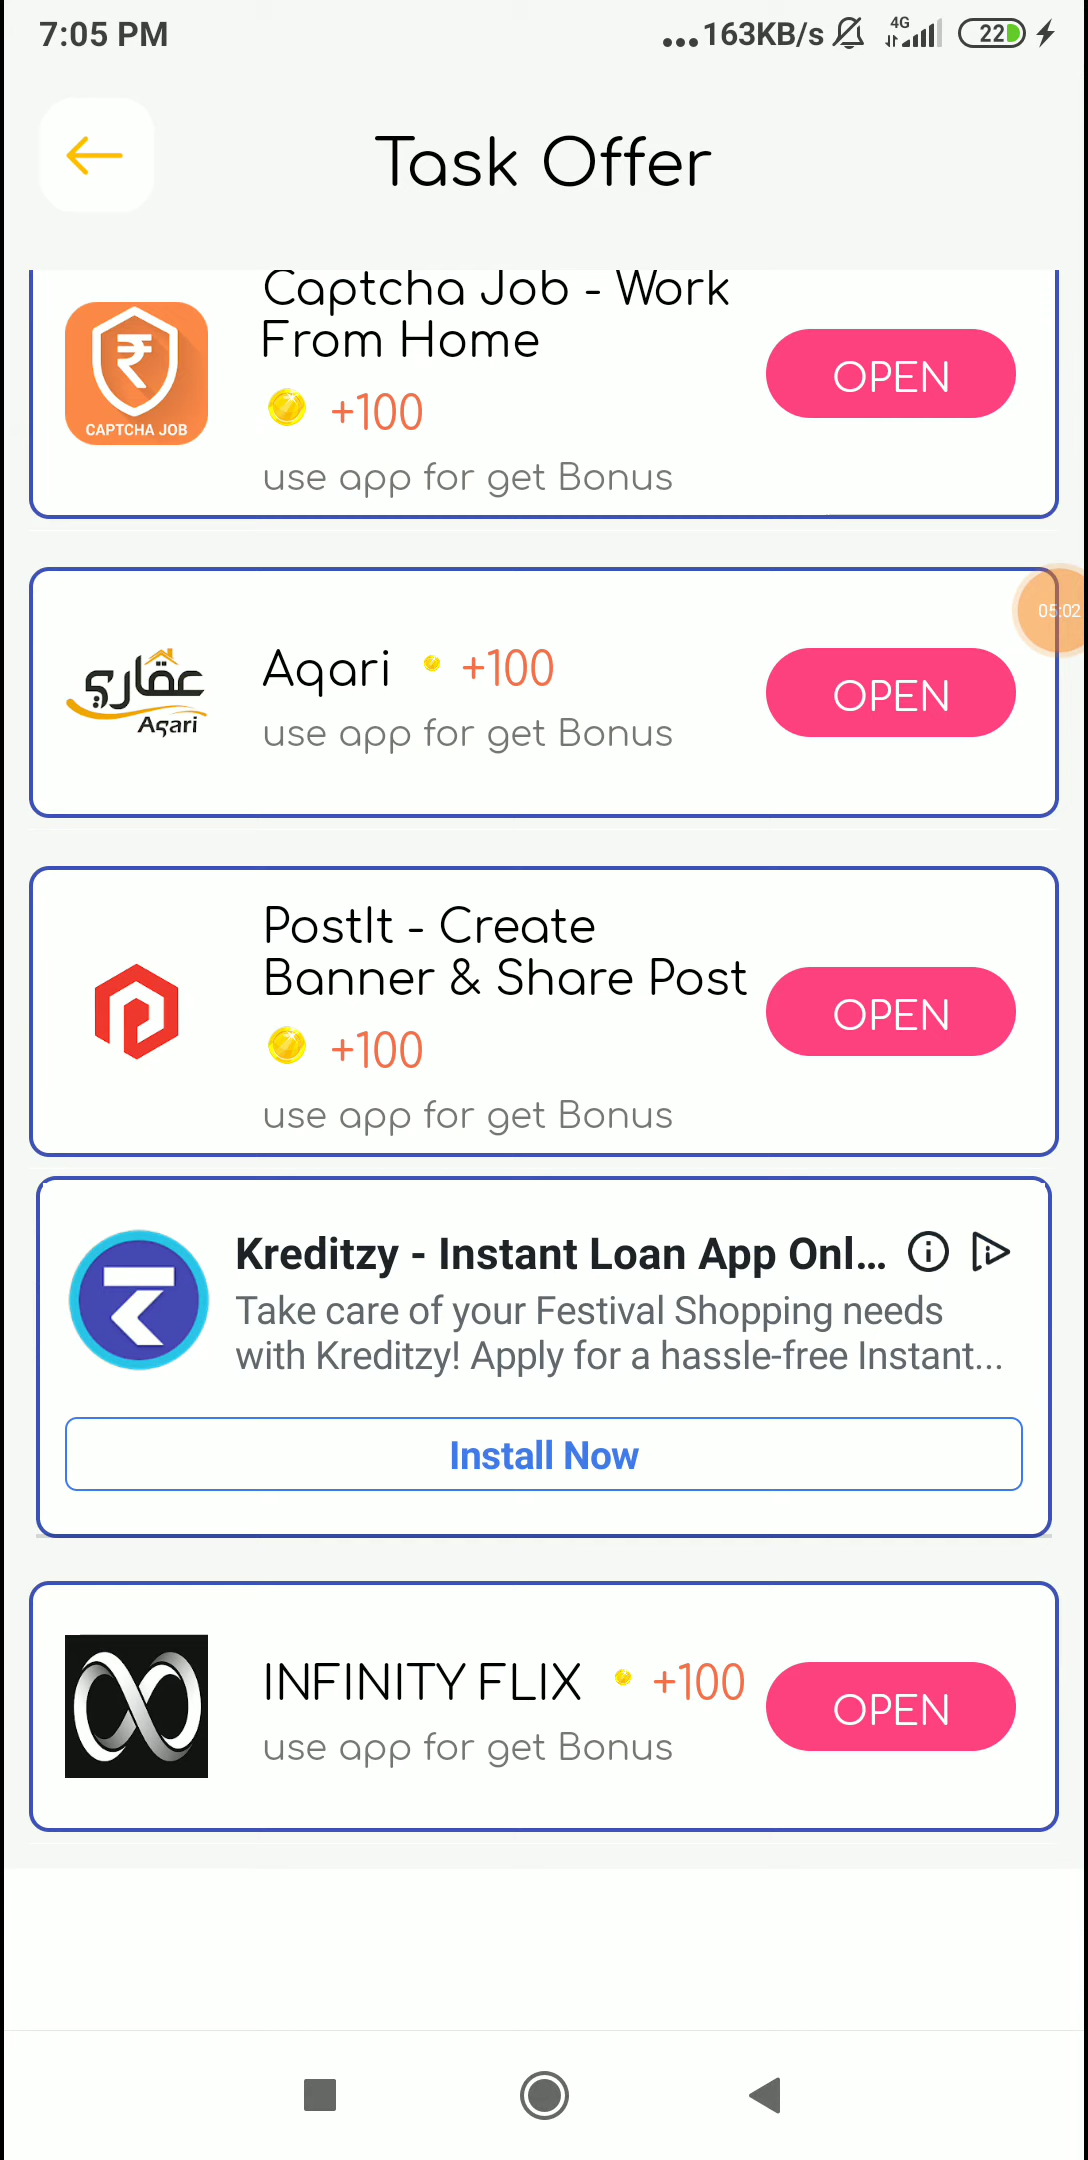 7:05 PM
...163KB/s 4G 22
Task Offer
Captcha Job - Work
From Home
OPEN
+100
CAPTCHA JOB
use app for get Bonus
05:02
عقاري
Aqari
Aqari +100
OPEN
use app for get Bonus
PostIt - Create
Banner & Share Post
OPEN
+100
use app for get Bonus
Kreditzy - Instant Loan App Onl...
Take care of your Festival Shopping needs
with Kreditzy! Apply for a hassle-free Instant...
Install Now
INFINITY FLIX +100
OPEN
use app for get Bonus